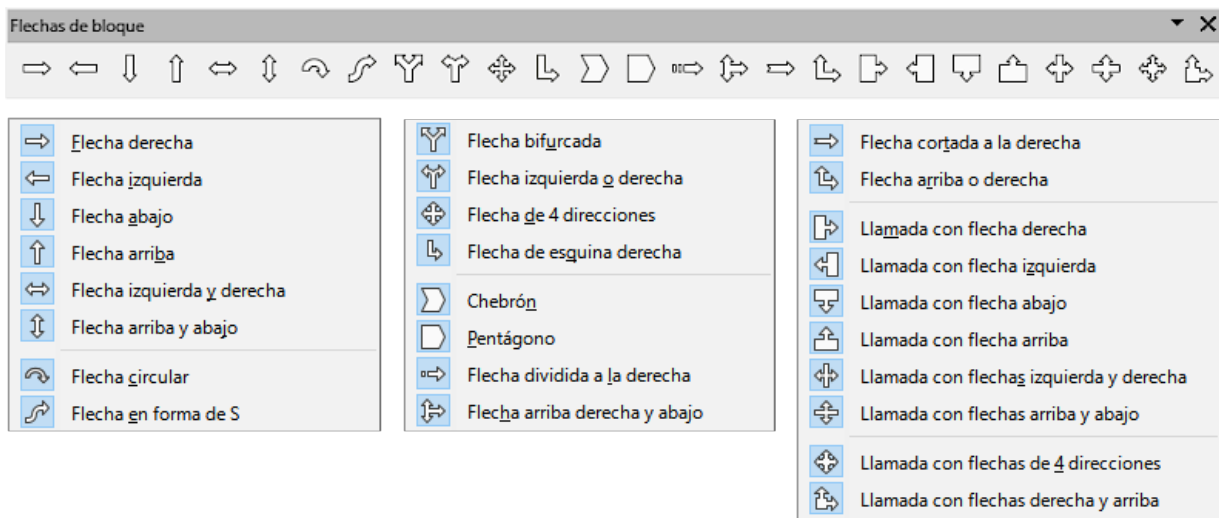 Flechas de bloque
Flecha derecha
Flecha izquierda
Flecha abajo
Flecha arriba
Flecha izquierda y derecha
Flecha arriba y abajo
Flecha circular
Flecha en forma de S
Flecha bifurcada
Flecha izquierda o derecha
Flecha de 4 direcciones
Flecha de esquina derecha
Chebrón
Pentágono
Flecha dividida a la derecha
Flecha arriba derecha y abajo
Flecha cortada a la derecha
Flecha arriba o derecha
Llamada con flecha derecha
Llamada con flecha izquierda
Llamada con flecha abajo
Llamada con flecha arriba
Llamada con flechas izquierda y derecha
Llamada con flechas arriba y abajo
Llamada con flechas de 4 direcciones
Llamada con flechas derecha y arriba